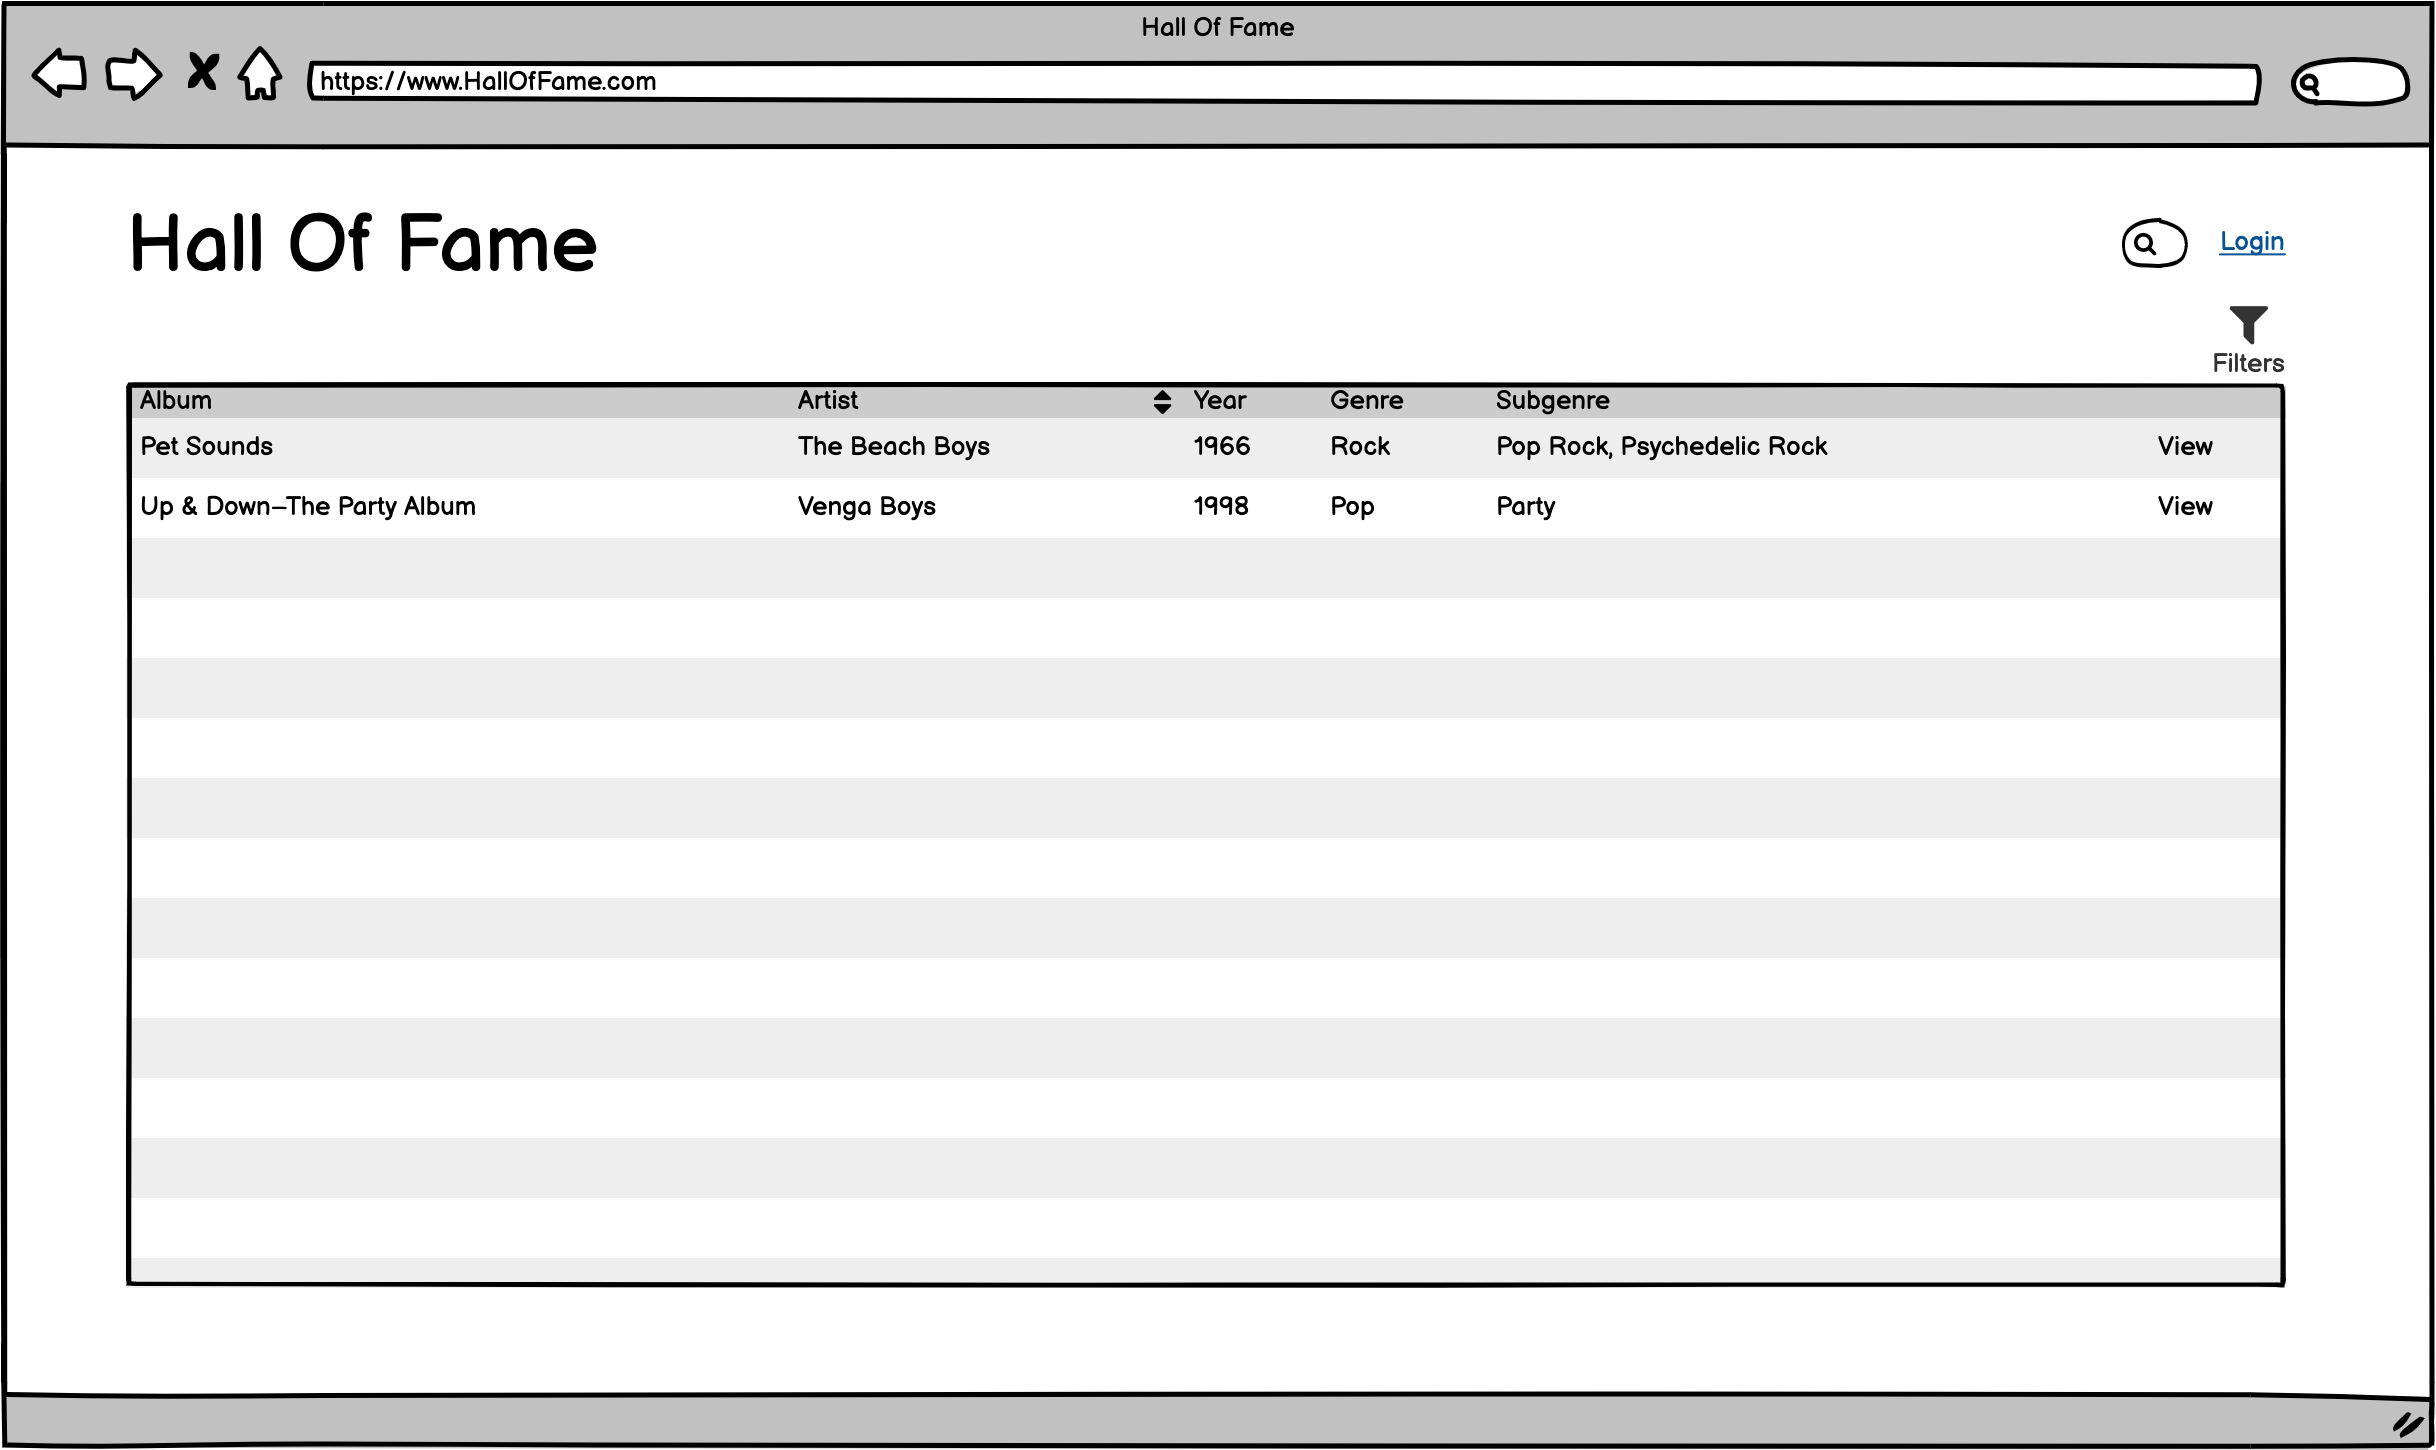 Hall Of Fame
https://www.HallOfFame.com
Hall Of Fame
Login
Filters
Album Artist Year Genre Subgenre
Pet Sounds The Beach Boys 1966 Rock Pop Rock, Psychedelic Rock View
Up & Down–The Party Album Venga Boys 1998 Pop Party View